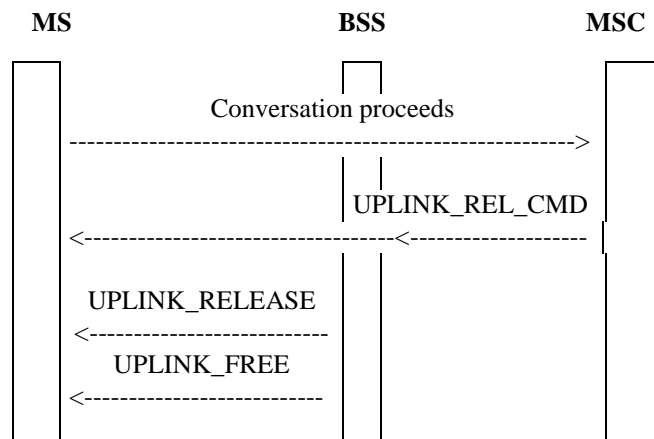 MS BSS MSC
Conversation proceeds
UPLINK_REL_CMD
UPLINK_RELEASE
UPLINK_FREE